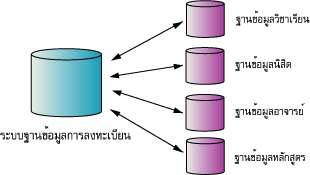 ฐานข้อมูลวิชาเรียน
ฐานข้อมูลนิสิต
ฐานข้อมูลอาจารย์
ระบบฐานข้อมูลการลงทะเบียน
ฐานข้อมูลหลักสูตร